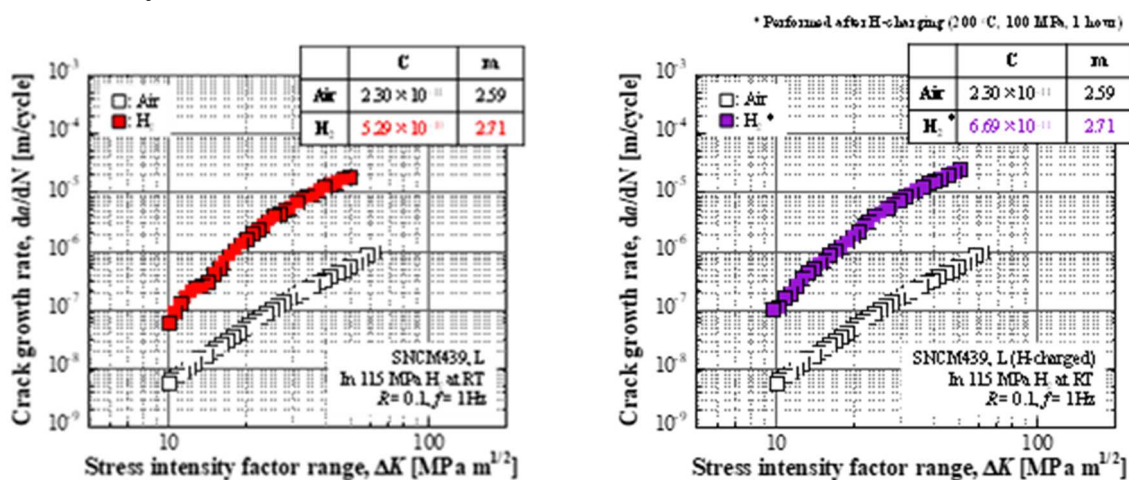 * Performed after H-charging (200 °C, 100 MPa, 1 hour)
C m
Air 2.30 × 10 2.59
H₂ 5.29 × 10 2.71
□: Air
■: H₂
Crack growth rate, da/dN [m/cycle]
10⁻³
10⁻⁴
10⁻⁵
10⁻⁶
10⁻⁷
10⁻⁸
10⁻⁹
SNCM439, L
In 115 MPa H₂ at RT
R = 0.1, f = 1Hz
10 100
Stress intensity factor range, ΔK [MPa m¹/²]
C m
Air 2.30 × 10 2.59
H₂* 6.69 × 10 2.71
□: Air
■: H₂*
Crack growth rate, da/dN [m/cycle]
10⁻³
10⁻⁴
10⁻⁵
10⁻⁶
10⁻⁷
10⁻⁸
10⁻⁹
SNCM439, L (H-charged)
In 115 MPa H₂ at RT
R = 0.1, f = 1Hz
10 100
Stress intensity factor range, ΔK [MPa m¹/²]